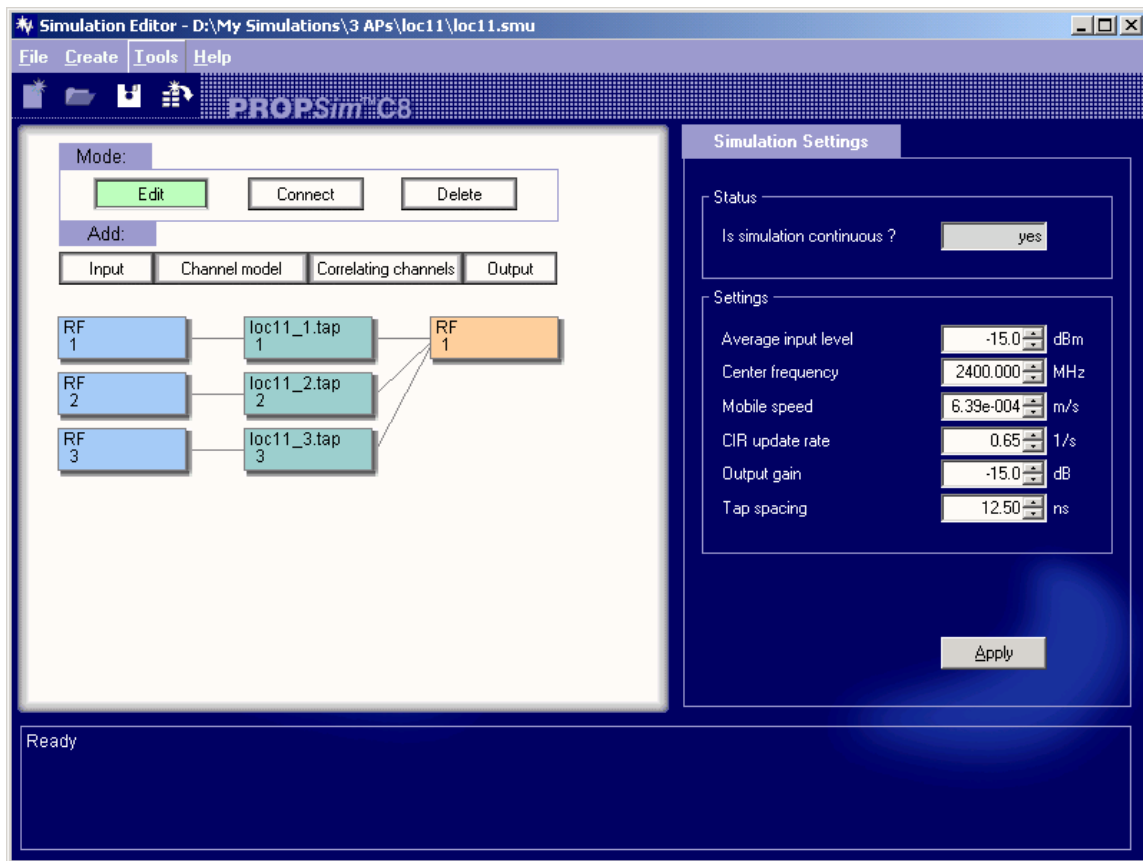 Simulation Editor - D:\My Simulations\3 APs\loc11\loc11.smu
File Create Tools Help
PROPSim™C8
Mode:
Edit Connect Delete
Add:
Input Channel model Correlating channels Output
RF
1
loc11_1.tap
1
RF
1
RF
2
loc11_2.tap
2
RF
3
loc11_3.tap
3
Simulation Settings
Status
Is simulation continuous ? yes
Settings
Average input level -15.0 dBm
Center frequency 2400.000 MHz
Mobile speed 6.39e-004 m/s
CIR update rate 0.65 1/s
Output gain -15.0 dB
Tap spacing 12.50 ns
Apply
Ready